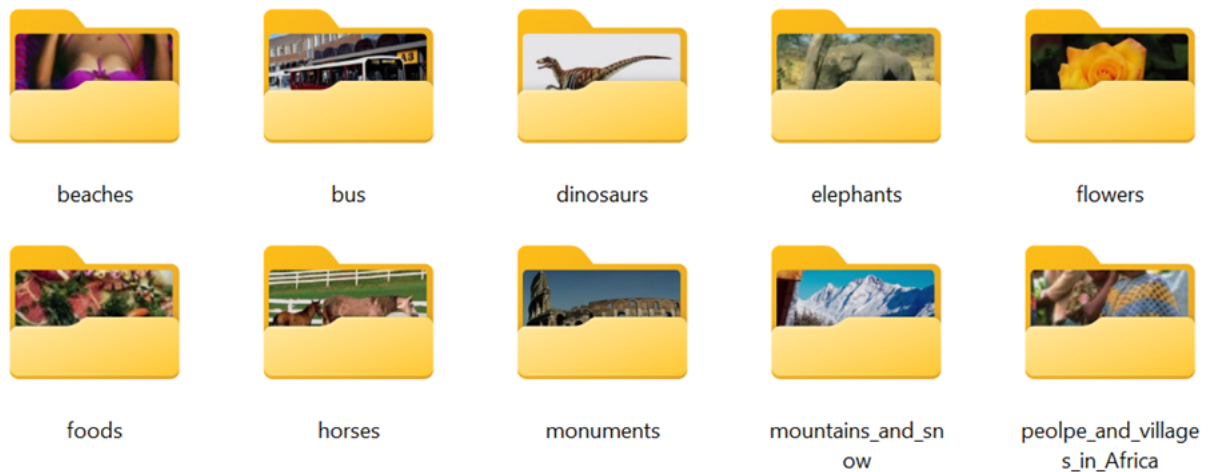 beaches
bus
dinosaurs
elephants
flowers
foods
horses
monuments
mountains_and_sn
ow
peolpe_and_village
s_in_Africa